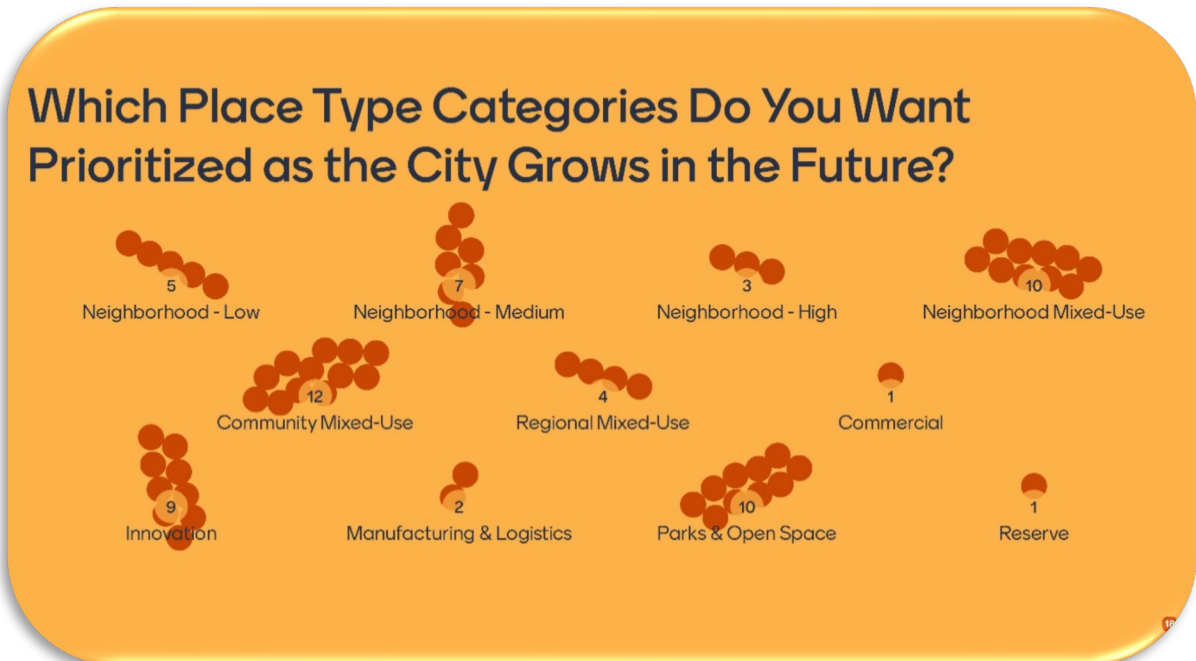 Which Place Type Categories Do You Want
Prioritized as the City Grows in the Future?
5
7
3
10
Neighborhood - Low
Neighborhood - Medium
Neighborhood - High
Neighborhood Mixed-Use
12
4
1
Community Mixed-Use
Regional Mixed-Use
Commercial
9
2
10
1
Innovation
Manufacturing & Logistics
Parks & Open Space
Reserve